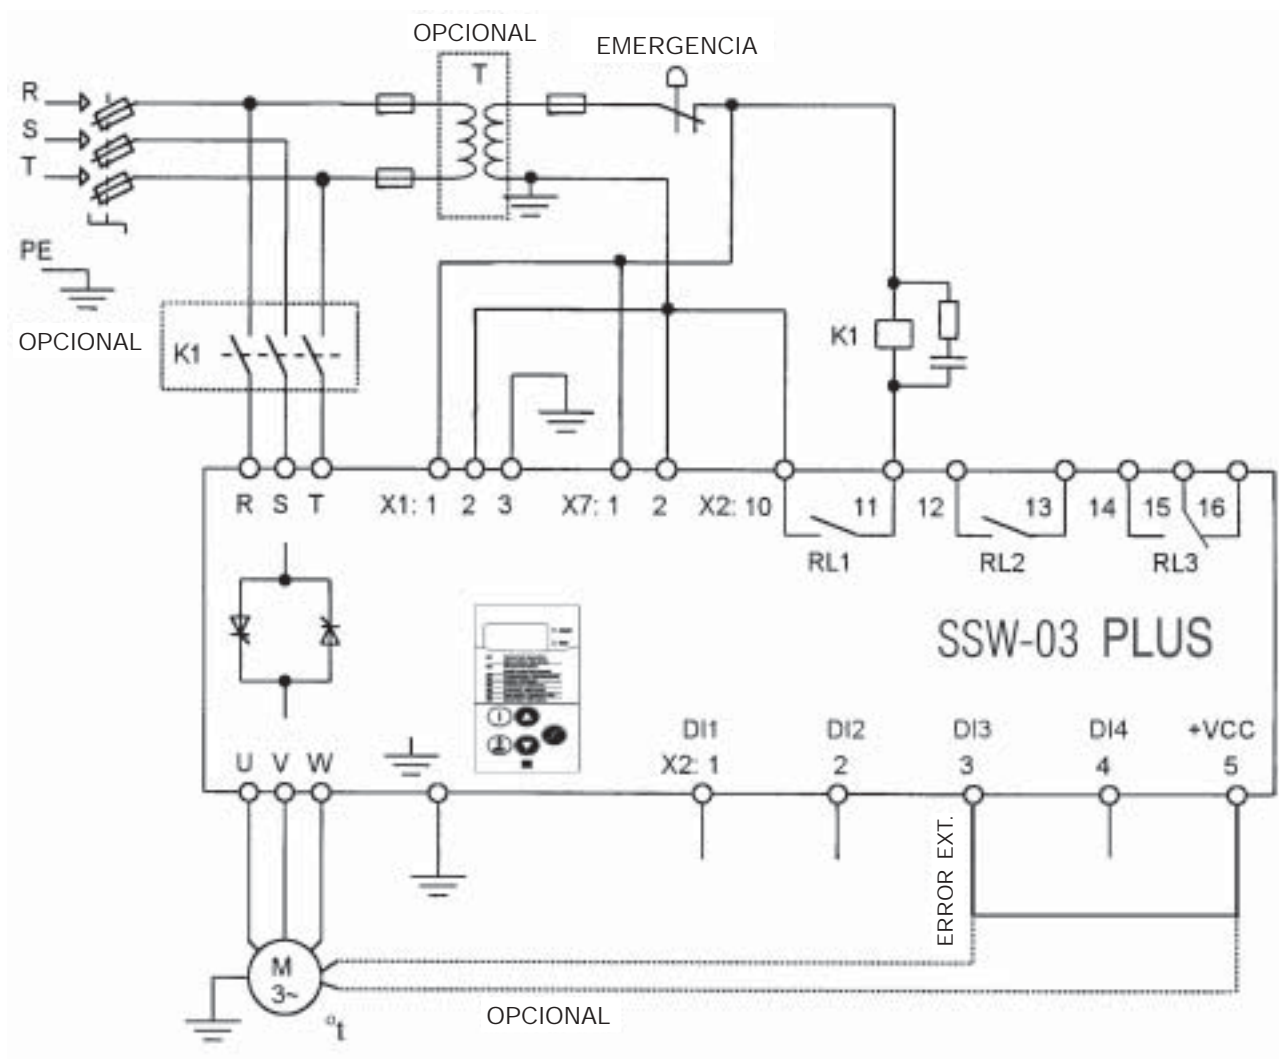 OPCIONAL
EMERGENCIA
T
R
S
T
PE
OPCIONAL
K1
K1
R S T X1: 1 2 3 X7: 1 2 X2: 10 11 12 13 14 15 16
RL1 RL2 RL3
SSW-03 PLUS
DI1 DI2 DI3 DI4 +VCC
U V W X2: 1 2 3 4 5
ERROR EXT.
M
3~
°t
OPCIONAL